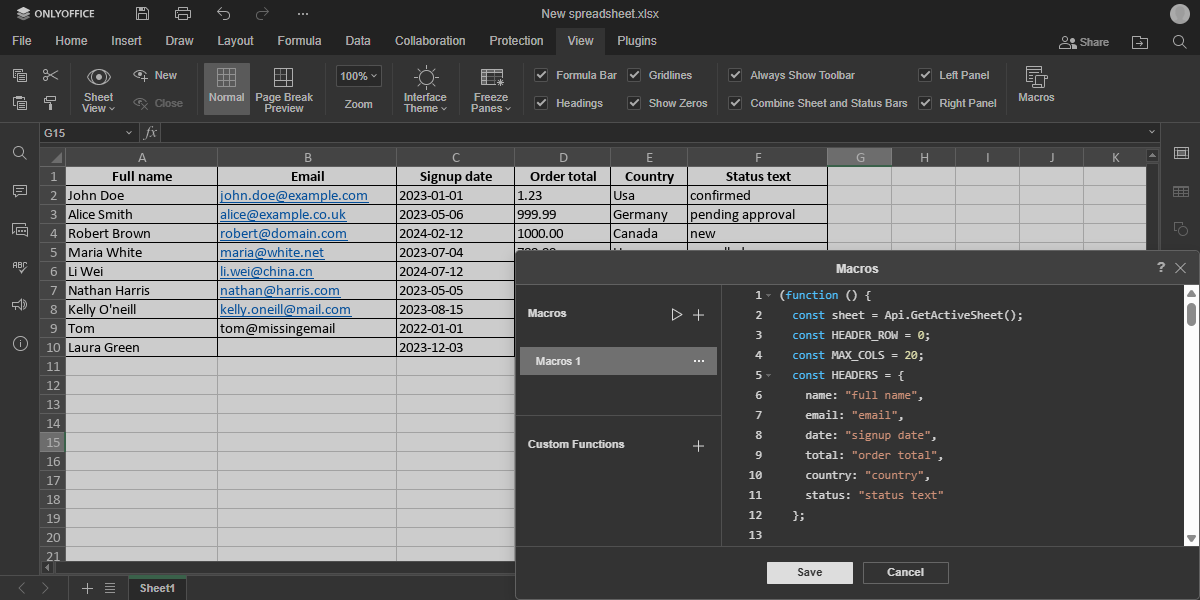 ONLYOFFICE New spreadsheet.xlsx
File Home Insert Draw Layout Formula Data Collaboration Protection View Plugins Share
Sheet View New Close Normal Page Break Preview 100% Zoom Interface Theme Freeze Panes Formula Bar Headings Gridlines Show Zeros Always Show Toolbar Combine Sheet and Status Bars Left Panel Right Panel Macros
G15 fx
A B C D E F G H I J K
1 Full name Email Signup date Order total Country Status text
2 John Doe john.doe@example.com 2023-01-01 1.23 Usa confirmed
3 Alice Smith alice@example.co.uk 2023-05-06 999.99 Germany pending approval
4 Robert Brown robert@domain.com 2024-02-12 1000.00 Canada new
5 Maria White maria@white.net 2023-07-04
6 Li Wei li.wei@china.cn 2024-07-12
7 Nathan Harris nathan@harris.com 2023-05-05
8 Kelly O'neill kelly.oneill@mail.com 2023-08-15
9 Tom tom@missingemail 2022-01-01
10 Laura Green 2023-12-03
11
12
13
14
15
16
17
18
19
20
21
Macros ?
Macros
Macros 1
Custom Functions
1 (function () {
2 const sheet = Api.GetActiveSheet();
3 const HEADER_ROW = 0;
4 const MAX_COLS = 20;
5 const HEADERS = {
6 name: "full name",
7 email: "email",
8 date: "signup date",
9 total: "order total",
10 country: "country",
11 status: "status text"
12 };
13
Save Cancel
Sheet1